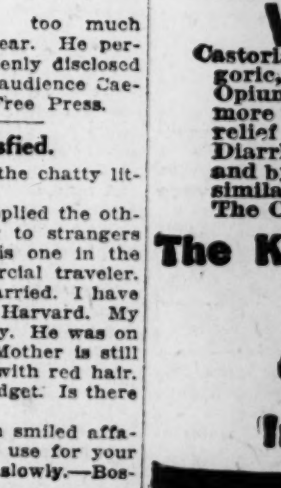 too much
ear. He per-
enly disclosed
audience Cae-
Free Press.
sfied.
the chatty lit-
plied the oth-
to strangers
is one in the
rcial traveler.
arried. I have
Harvard. My
y. He was on
Mother is still
with red hair.
dget. Is there
n smiled affa-
use for your
slowly.—Bos-
Castori
goric,
Opium
more
relief
Diarr
and b
simila
The C
The K